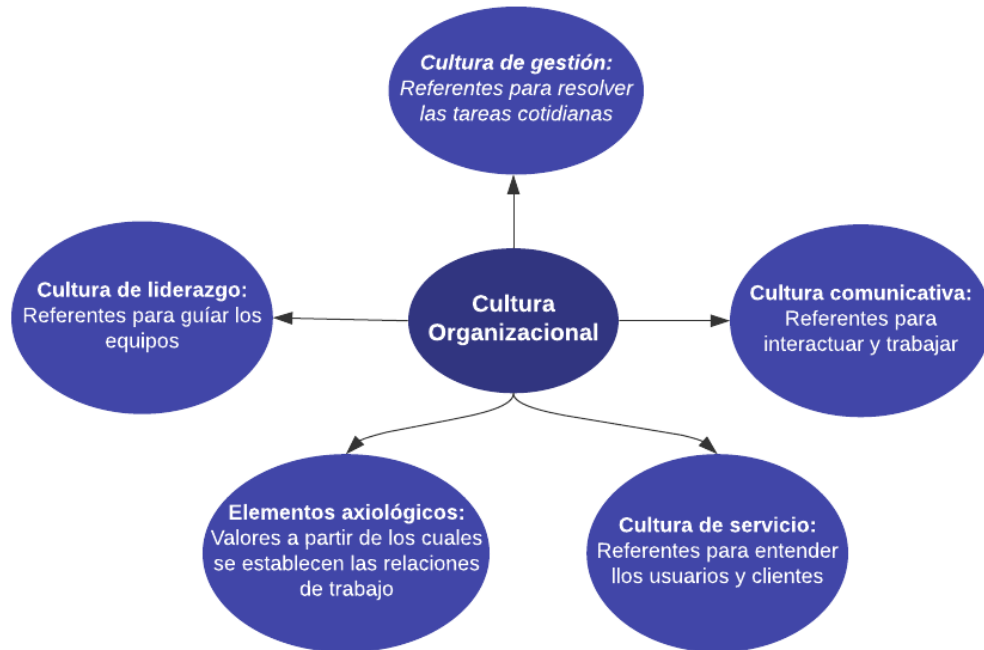 Cultura de gestión:
Referentes para resolver
las tareas cotidianas
Cultura de liderazgo:
Referentes para guíar los
equipos
Cultura
Organizacional
Cultura comunicativa:
Referentes para
interactuar y trabajar
Elementos axiológicos:
Valores a partir de los cuales
se establecen las relaciones
de trabajo
Cultura de servicio:
Referentes para entender
llos usuarios y clientes